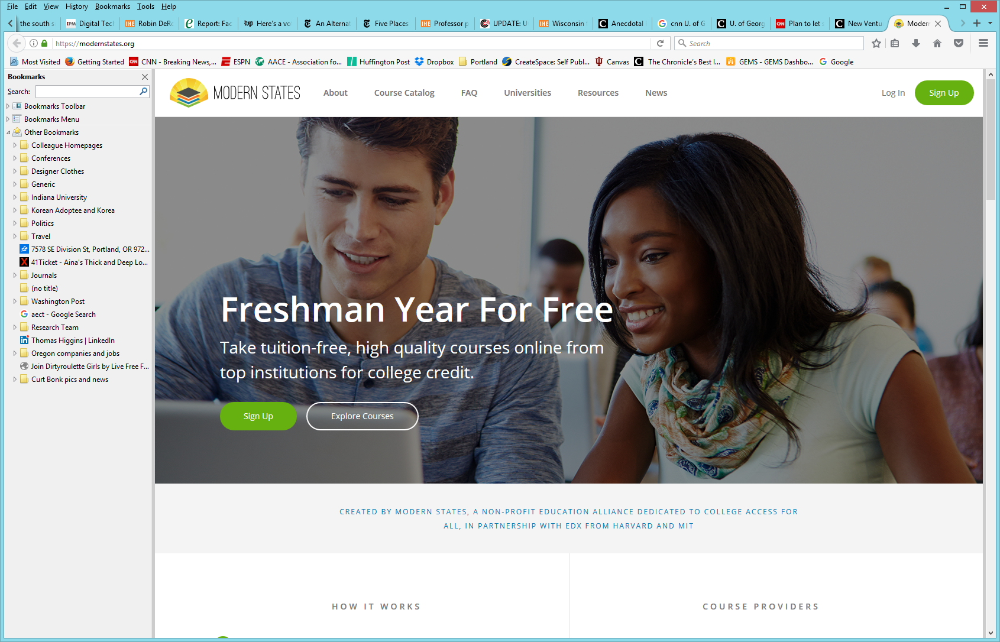 File Edit View History Bookmarks Tools Help
the south s Digital Tech Robin DeRo Report: Fac Here's a vo An Alternat Five Places Professor p UPDATE: U Wisconsin Anecdotal cnn U. of G U. of Georg Plan to let New Ventu Modern
https://modernstates.org Search
Most Visited Getting Started CNN - Breaking News,... ESPN AACE - Association fo... Huffington Post Dropbox Portland CreateSpace: Self Publ... Canvas The Chronicle's Best I... GEMS - GEMS Dashbo... Google
Bookmarks
Search:
Bookmarks Toolbar
Bookmarks Menu
Other Bookmarks
Colleague Homepages
Conferences
Designer Clothes
Generic
Indiana University
Korean Adoptee and Korea
Politics
Travel
7578 SE Division St, Portland, OR 972...
41Ticket - Aina's Thick and Deep Lo...
Journals
(no title)
Washington Post
aect - Google Search
Research Team
Thomas Higgins | LinkedIn
Oregon companies and jobs
Join Dirtyroulette Girls by Live Free F...
Curt Bonk pics and news
MODERN STATES About Course Catalog FAQ Universities Resources News Log In Sign Up
Freshman Year For Free
Take tuition-free, high quality courses online from
top institutions for college credit.
Sign Up Explore Courses
CREATED BY MODERN STATES, A NON-PROFIT EDUCATION ALLIANCE DEDICATED TO COLLEGE ACCESS FOR
ALL, IN PARTNERSHIP WITH EDX FROM HARVARD AND MIT
HOW IT WORKS COURSE PROVIDERS